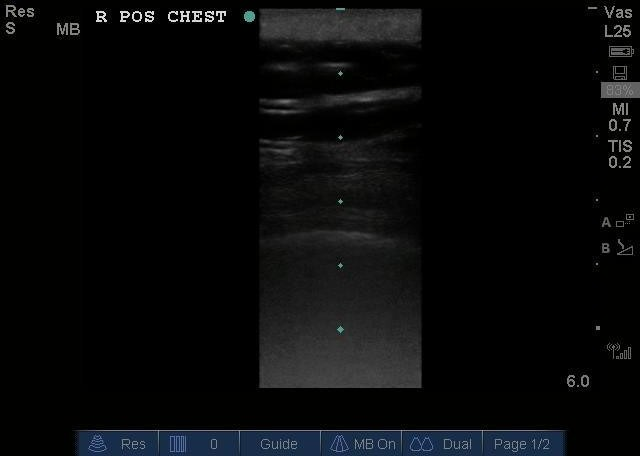 Res
S
MB
R POS CHEST
Vas
L25
83%
MI
0.7
TIS
0.2
A
B
6.0
Res
0
Guide
MB On
Dual
Page 1/2